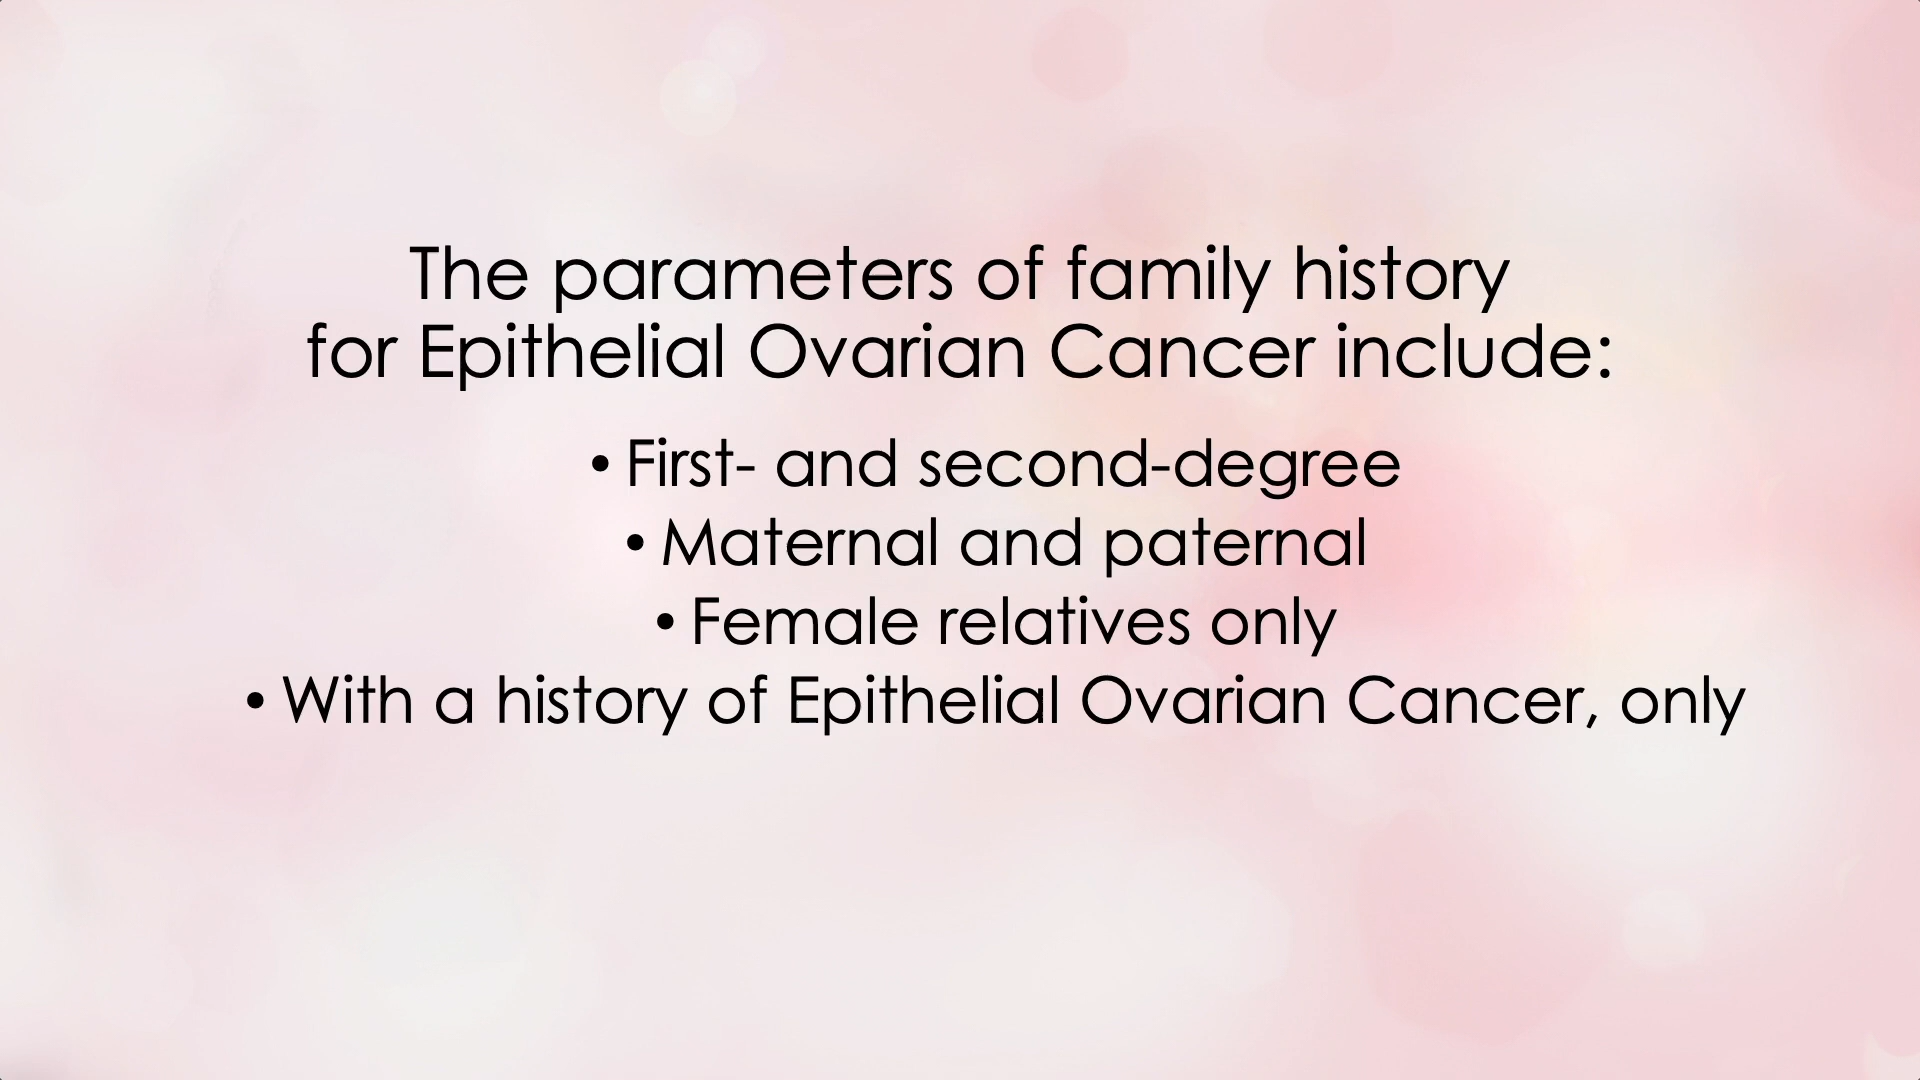 The parameters of family history
for Epithelial Ovarian Cancer include:
• First- and second-degree
• Maternal and paternal
• Female relatives only
• With a history of Epithelial Ovarian Cancer, only